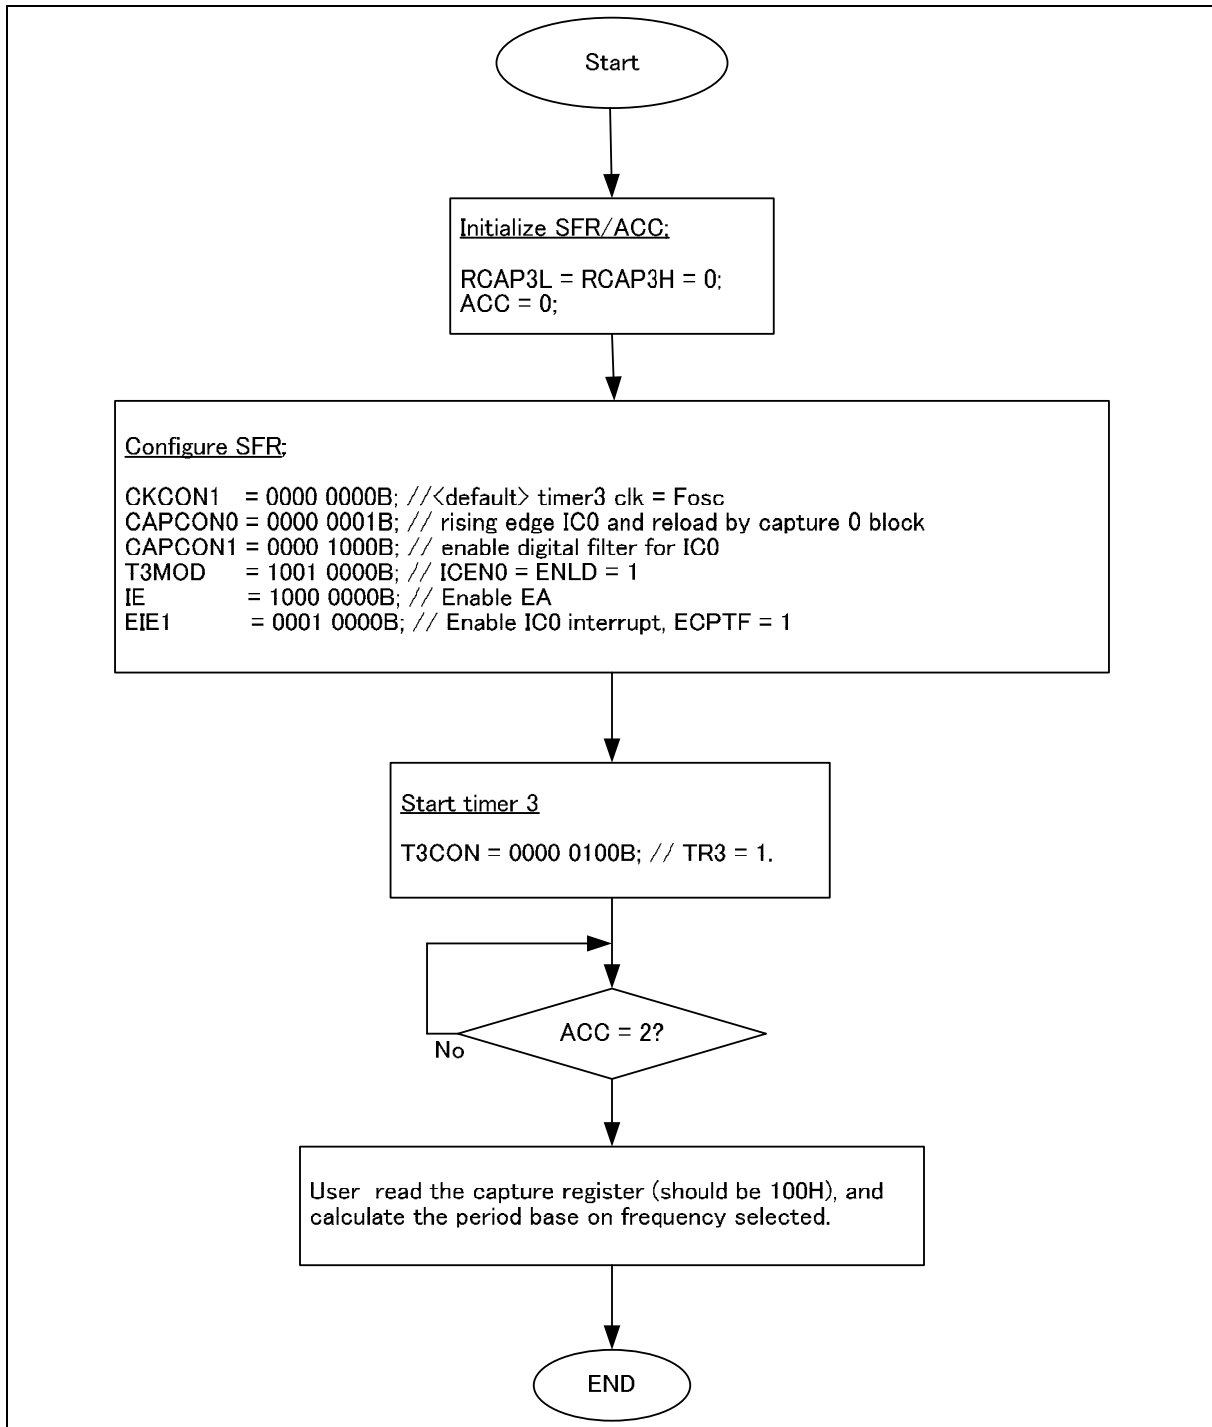 Start
Initialize SFR/ACC;
RCAP3L = RCAP3H = 0;
ACC = 0;
Configure SFR;
CKCON1 = 0000 0000B; //<default> timer3 clk = Fosc
CAPCON0 = 0000 0001B; // rising edge IC0 and reload by capture 0 block
CAPCON1 = 0000 1000B; // enable digital filter for IC0
T3MOD = 1001 0000B; // ICEN0 = ENLD = 1
IE = 1000 0000B; // Enable EA
EIE1 = 0001 0000B; // Enable IC0 interrupt, ECPTF = 1
Start timer 3
T3CON = 0000 0100B; // TR3 = 1.
ACC = 2?
No
User read the capture register (should be 100H), and
calculate the period base on frequency selected.
END